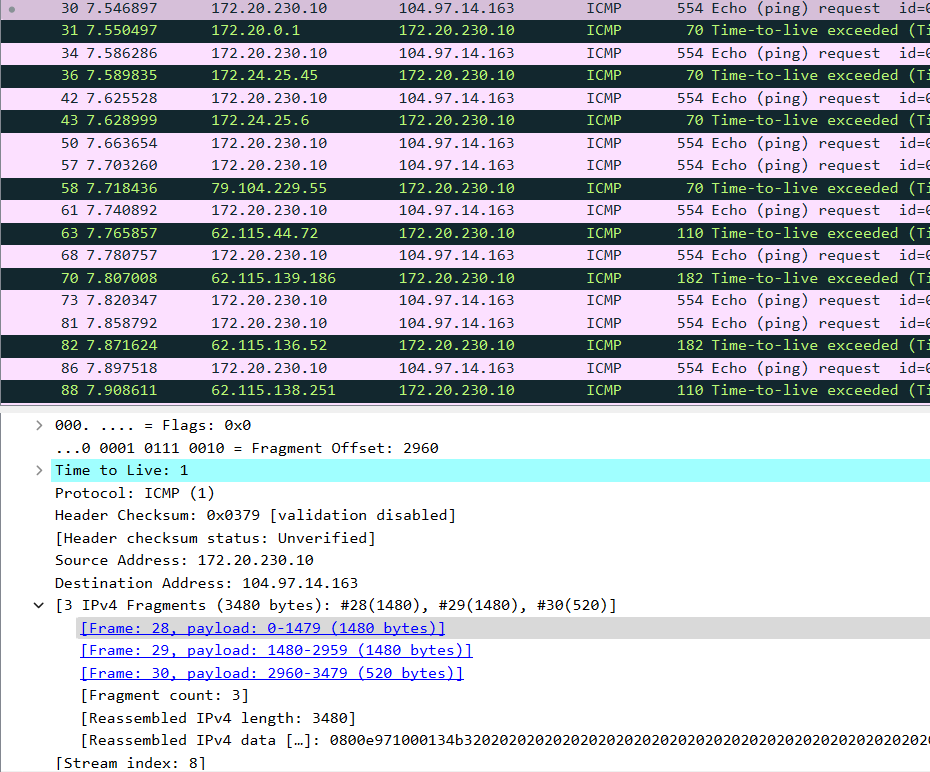 30 7.546897 172.20.230.10 104.97.14.163 ICMP 554 Echo (ping) request id=0
31 7.550497 172.20.0.1 172.20.230.10 ICMP 70 Time-to-live exceeded (Ti
34 7.586286 172.20.230.10 104.97.14.163 ICMP 554 Echo (ping) request id=0
36 7.589835 172.24.25.45 172.20.230.10 ICMP 70 Time-to-live exceeded (Ti
42 7.625528 172.20.230.10 104.97.14.163 ICMP 554 Echo (ping) request id=0
43 7.628999 172.24.25.6 172.20.230.10 ICMP 70 Time-to-live exceeded (Ti
50 7.663654 172.20.230.10 104.97.14.163 ICMP 554 Echo (ping) request id=0
57 7.703260 172.20.230.10 104.97.14.163 ICMP 554 Echo (ping) request id=0
58 7.718436 79.104.229.55 172.20.230.10 ICMP 70 Time-to-live exceeded (Ti
61 7.740892 172.20.230.10 104.97.14.163 ICMP 554 Echo (ping) request id=0
63 7.765857 62.115.44.72 172.20.230.10 ICMP 110 Time-to-live exceeded (Ti
68 7.780757 172.20.230.10 104.97.14.163 ICMP 554 Echo (ping) request id=0
70 7.807008 62.115.139.186 172.20.230.10 ICMP 182 Time-to-live exceeded (Ti
73 7.820347 172.20.230.10 104.97.14.163 ICMP 554 Echo (ping) request id=0
81 7.858792 172.20.230.10 104.97.14.163 ICMP 554 Echo (ping) request id=0
82 7.871624 62.115.136.52 172.20.230.10 ICMP 182 Time-to-live exceeded (Ti
86 7.897518 172.20.230.10 104.97.14.163 ICMP 554 Echo (ping) request id=0
88 7.908611 62.115.138.251 172.20.230.10 ICMP 110 Time-to-live exceeded (Ti
000. .... = Flags: 0x0
...0 0001 0111 0010 = Fragment Offset: 2960
Time to Live: 1
Protocol: ICMP (1)
Header Checksum: 0x0379 [validation disabled]
[Header checksum status: Unverified]
Source Address: 172.20.230.10
Destination Address: 104.97.14.163
[3 IPv4 Fragments (3480 bytes): #28(1480), #29(1480), #30(520)]
[Frame: 28, payload: 0-1479 (1480 bytes)]
[Frame: 29, payload: 1480-2959 (1480 bytes)]
[Frame: 30, payload: 2960-3479 (520 bytes)]
[Fragment count: 3]
[Reassembled IPv4 length: 3480]
[Reassembled IPv4 data […]: 0800e971000134b3202020202020202020202020202020202020202020202020202
[Stream index: 8]